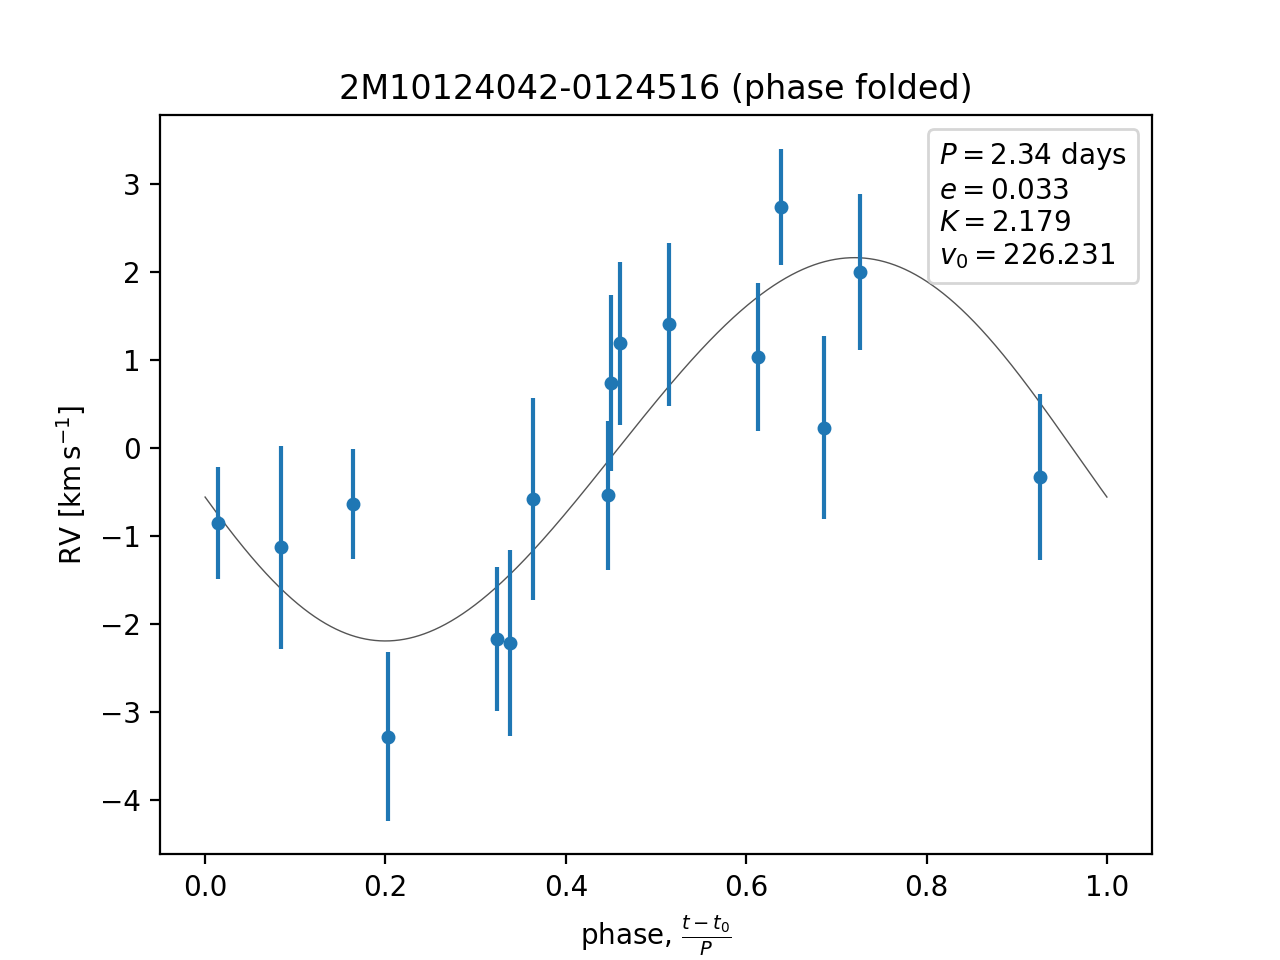 2M10124042-0124516 (phase folded)
P = 2.34 days
e = 0.033
K = 2.179
v₀ = 226.231
RV [km s⁻¹]
3
2
1
0
−1
−2
−3
−4
0.0 0.2 0.4 0.6 0.8 1.0
phase, (t − t₀)/P